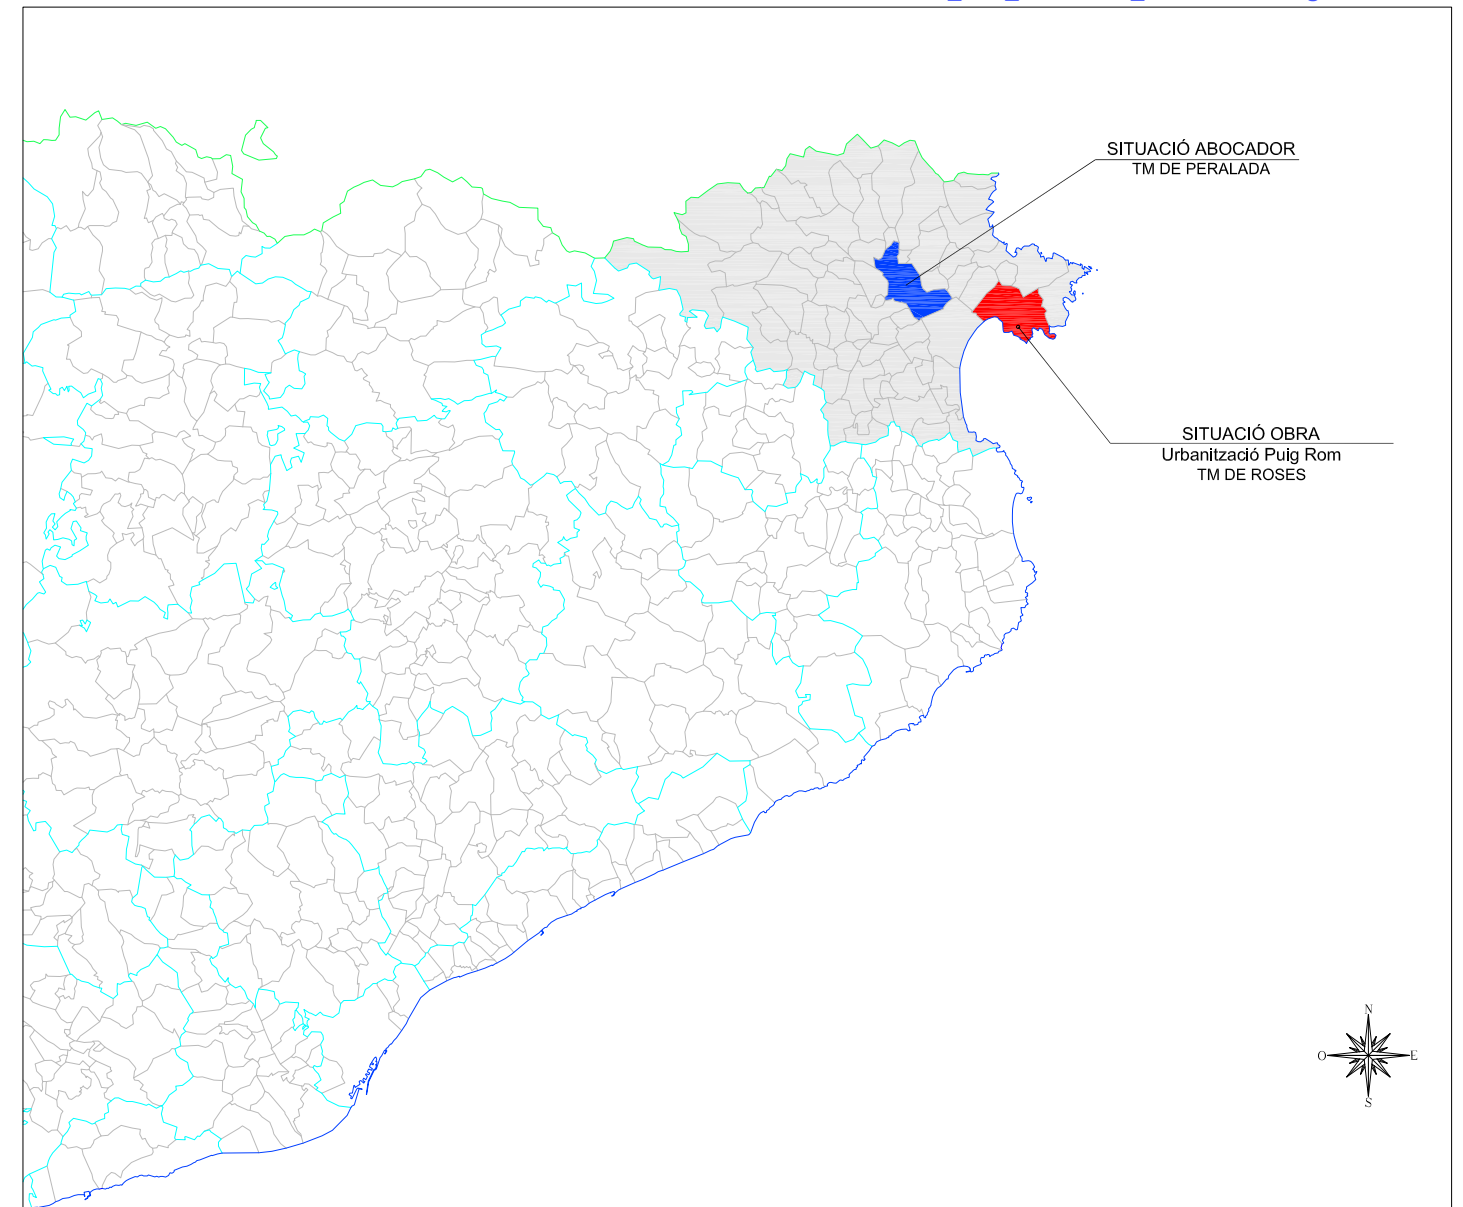 SITUACIÓ ABOCADOR
TM DE PERALADA
SITUACIÓ OBRA
Urbanització Puig Rom
TM DE ROSES
N
O
E
S